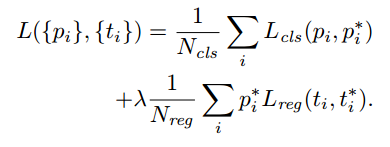 L({p_i}, {t_i}) = \frac{1}{N_{cls}} \sum_i L_{cls}(p_i, p_i^*)
+\lambda \frac{1}{N_{reg}} \sum_i p_i^* L_{reg}(t_i, t_i^*).